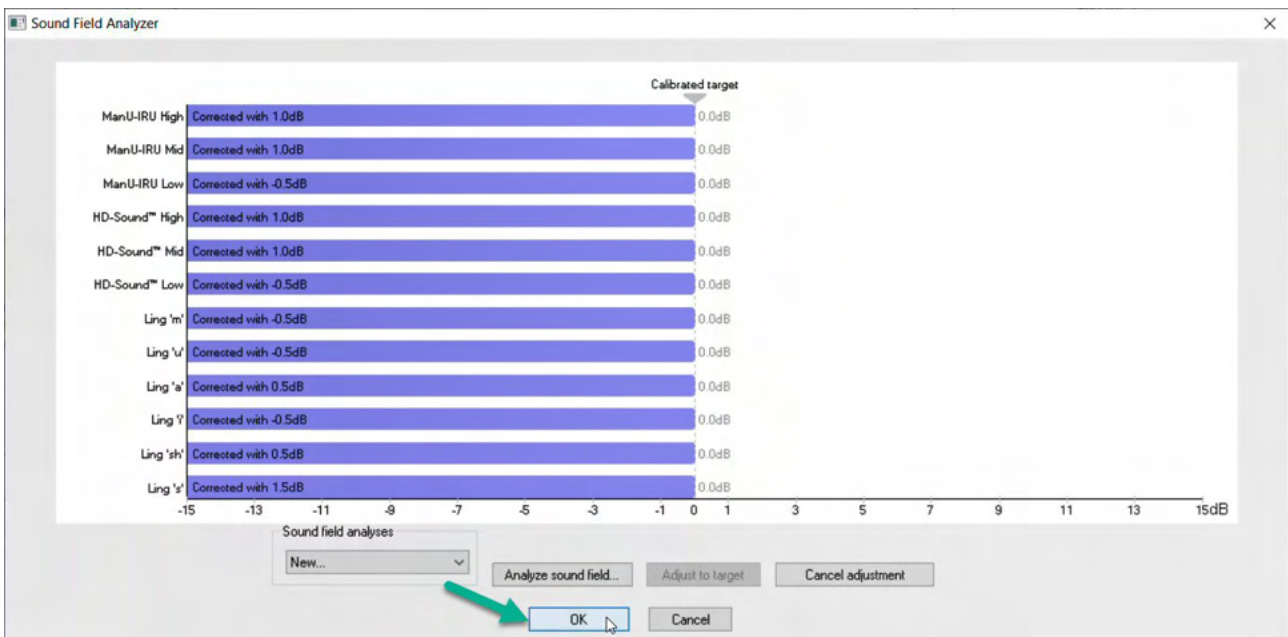 Sound Field Analyzer
Calibrated target
ManU-IRU High Corrected with 1.0dB 0.0dB
ManU-IRU Mid Corrected with 1.0dB 0.0dB
ManU-IRU Low Corrected with -0.5dB 0.0dB
HD-Sound™ High Corrected with 1.0dB 0.0dB
HD-Sound™ Mid Corrected with 1.0dB 0.0dB
HD-Sound™ Low Corrected with -0.5dB 0.0dB
Ling 'm' Corrected with -0.5dB 0.0dB
Ling 'u' Corrected with -0.5dB 0.0dB
Ling 'a' Corrected with 0.5dB 0.0dB
Ling 'i' Corrected with -0.5dB 0.0dB
Ling 'sh' Corrected with 0.5dB 0.0dB
Ling 's' Corrected with 1.5dB 0.0dB
-15 -13 -11 -9 -7 -5 -3 -1 0 1 3 5 7 9 11 13 15dB
Sound field analyses
New...
Analyze sound field... Adjust to target Cancel adjustment
OK Cancel